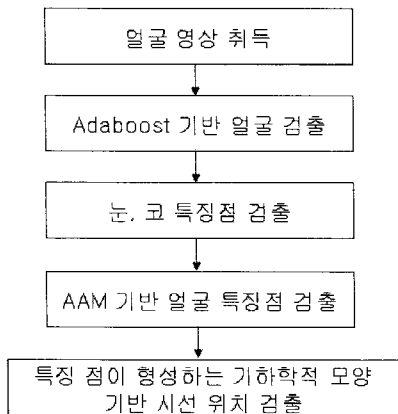 얼굴 영상 취득
Adaboost 기반 얼굴 검출
눈, 코 특징점 검출
AAM 기반 얼굴 특징점 검출
특징 점이 형성하는 기하학적 모양
기반 시선 위치 검출